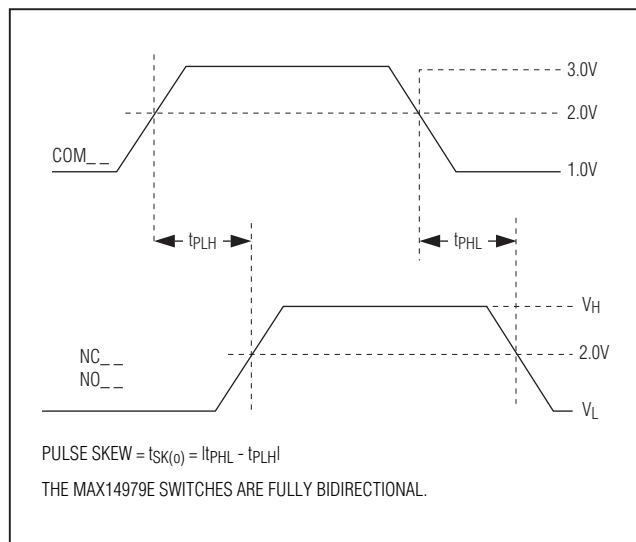 3.0V
2.0V
COM_ _
1.0V
tPLH
tPHL
VH
NC_ _
2.0V
NO_ _
VL
PULSE SKEW = tSK(o) = |tPHL - tPLH|
THE MAX14979E SWITCHES ARE FULLY BIDIRECTIONAL.